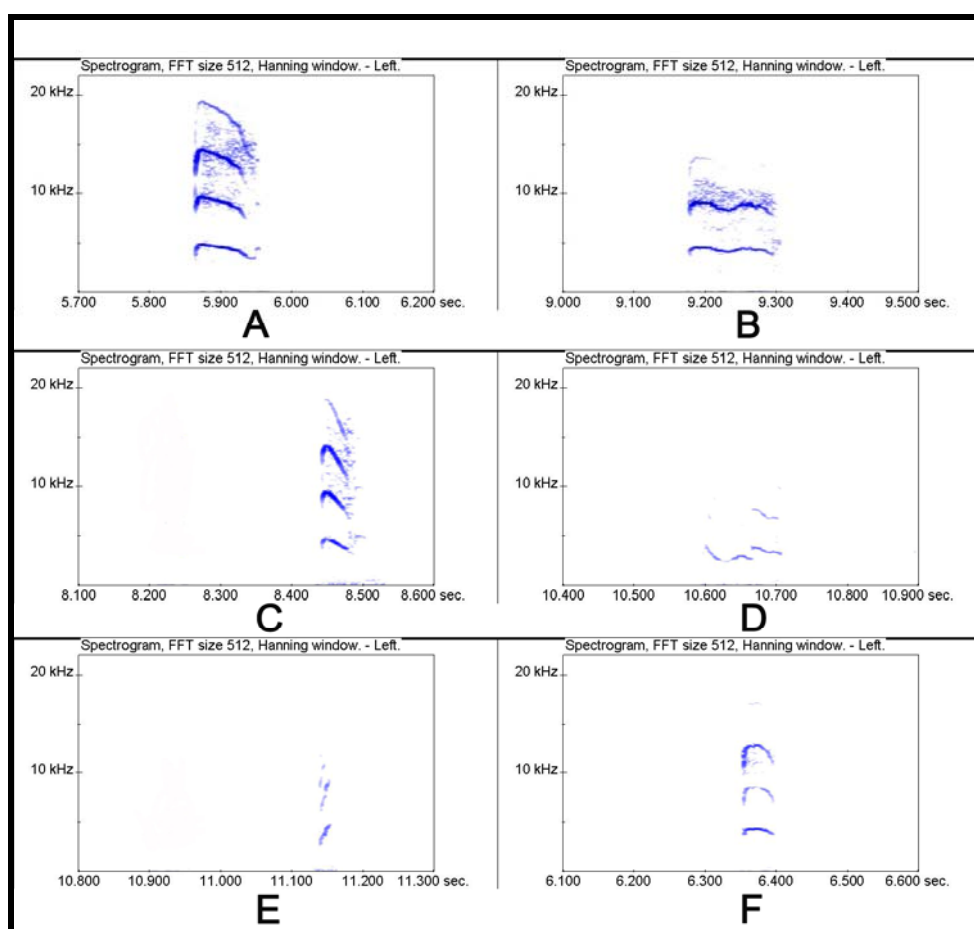 Spectrogram, FFT size 512, Hanning window. - Left.
20 kHz
10 kHz
5.700 5.800 5.900 6.000 6.100 6.200 sec.
A
Spectrogram, FFT size 512, Hanning window. - Left.
20 kHz
10 kHz
9.000 9.100 9.200 9.300 9.400 9.500 sec.
B
Spectrogram, FFT size 512, Hanning window. - Left.
20 kHz
10 kHz
8.100 8.200 8.300 8.400 8.500 8.600 sec.
C
Spectrogram, FFT size 512, Hanning window. - Left.
20 kHz
10 kHz
10.400 10.500 10.600 10.700 10.800 10.900 sec.
D
Spectrogram, FFT size 512, Hanning window. - Left.
20 kHz
10 kHz
10.800 10.900 11.000 11.100 11.200 11.300 sec.
E
Spectrogram, FFT size 512, Hanning window. - Left.
20 kHz
10 kHz
6.100 6.200 6.300 6.400 6.500 6.600 sec.
F